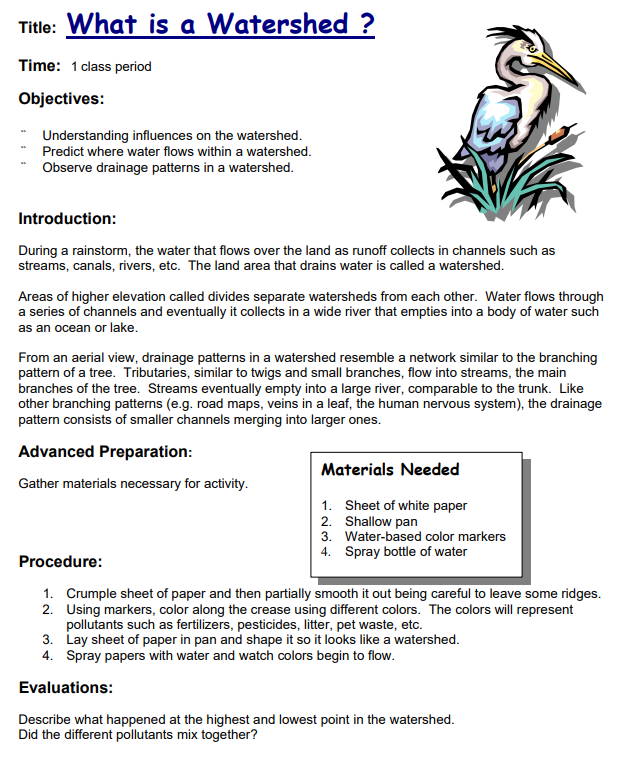 Title: What is a Watershed ?
Time: 1 class period
Objectives:
¨ Understanding influences on the watershed.
¨ Predict where water flows within a watershed.
¨ Observe drainage patterns in a watershed.
Introduction:
During a rainstorm, the water that flows over the land as runoff collects in channels such as
streams, canals, rivers, etc. The land area that drains water is called a watershed.
Areas of higher elevation called divides separate watersheds from each other. Water flows through
a series of channels and eventually it collects in a wide river that empties into a body of water such
as an ocean or lake.
From an aerial view, drainage patterns in a watershed resemble a network similar to the branching
pattern of a tree. Tributaries, similar to twigs and small branches, flow into streams, the main
branches of the tree. Streams eventually empty into a large river, comparable to the trunk. Like
other branching patterns (e.g. road maps, veins in a leaf, the human nervous system), the drainage
pattern consists of smaller channels merging into larger ones.
Advanced Preparation:
Gather materials necessary for activity.
Materials Needed
1. Sheet of white paper
2. Shallow pan
3. Water-based color markers
4. Spray bottle of water
Procedure:
1. Crumple sheet of paper and then partially smooth it out being careful to leave some ridges.
2. Using markers, color along the crease using different colors. The colors will represent
pollutants such as fertilizers, pesticides, litter, pet waste, etc.
3. Lay sheet of paper in pan and shape it so it looks like a watershed.
4. Spray papers with water and watch colors begin to flow.
Evaluations:
Describe what happened at the highest and lowest point in the watershed.
Did the different pollutants mix together?